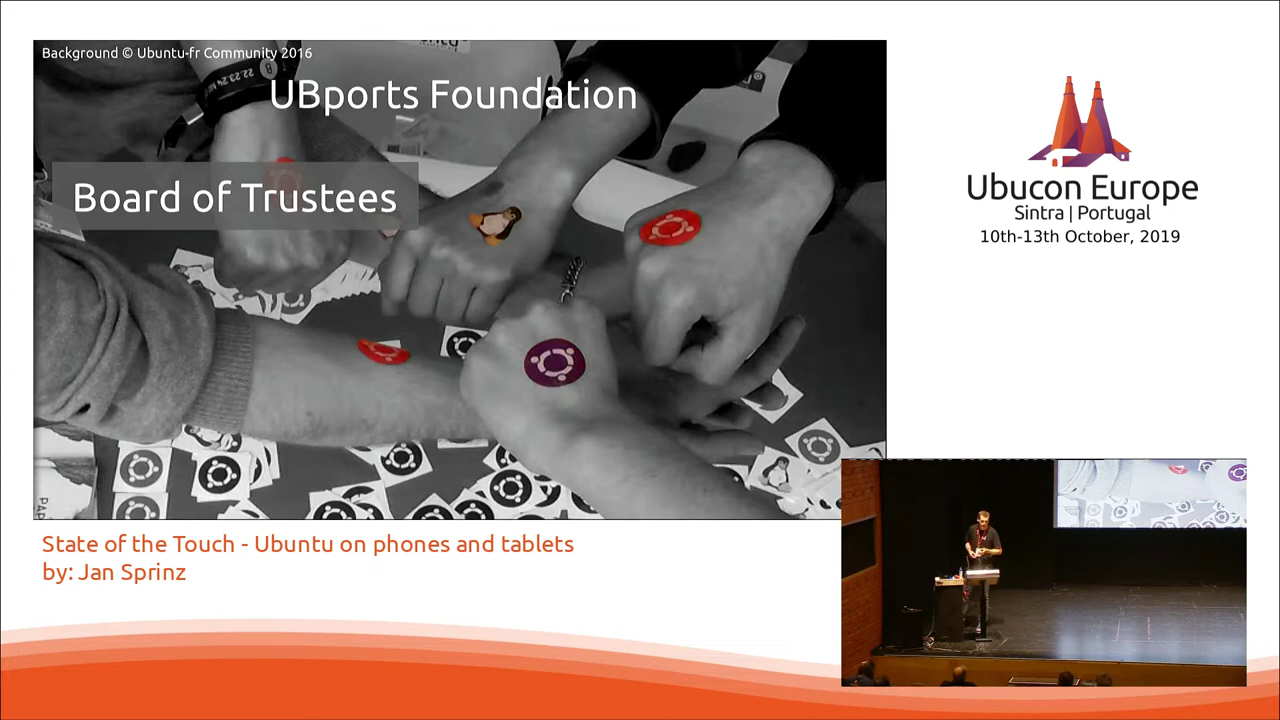 Background © Ubuntu-fr Community 2016
UBports Foundation
Board of Trustees
Ubucon Europe
Sintra | Portugal
10th-13th October, 2019
State of the Touch - Ubuntu on phones and tablets
by: Jan Sprinz